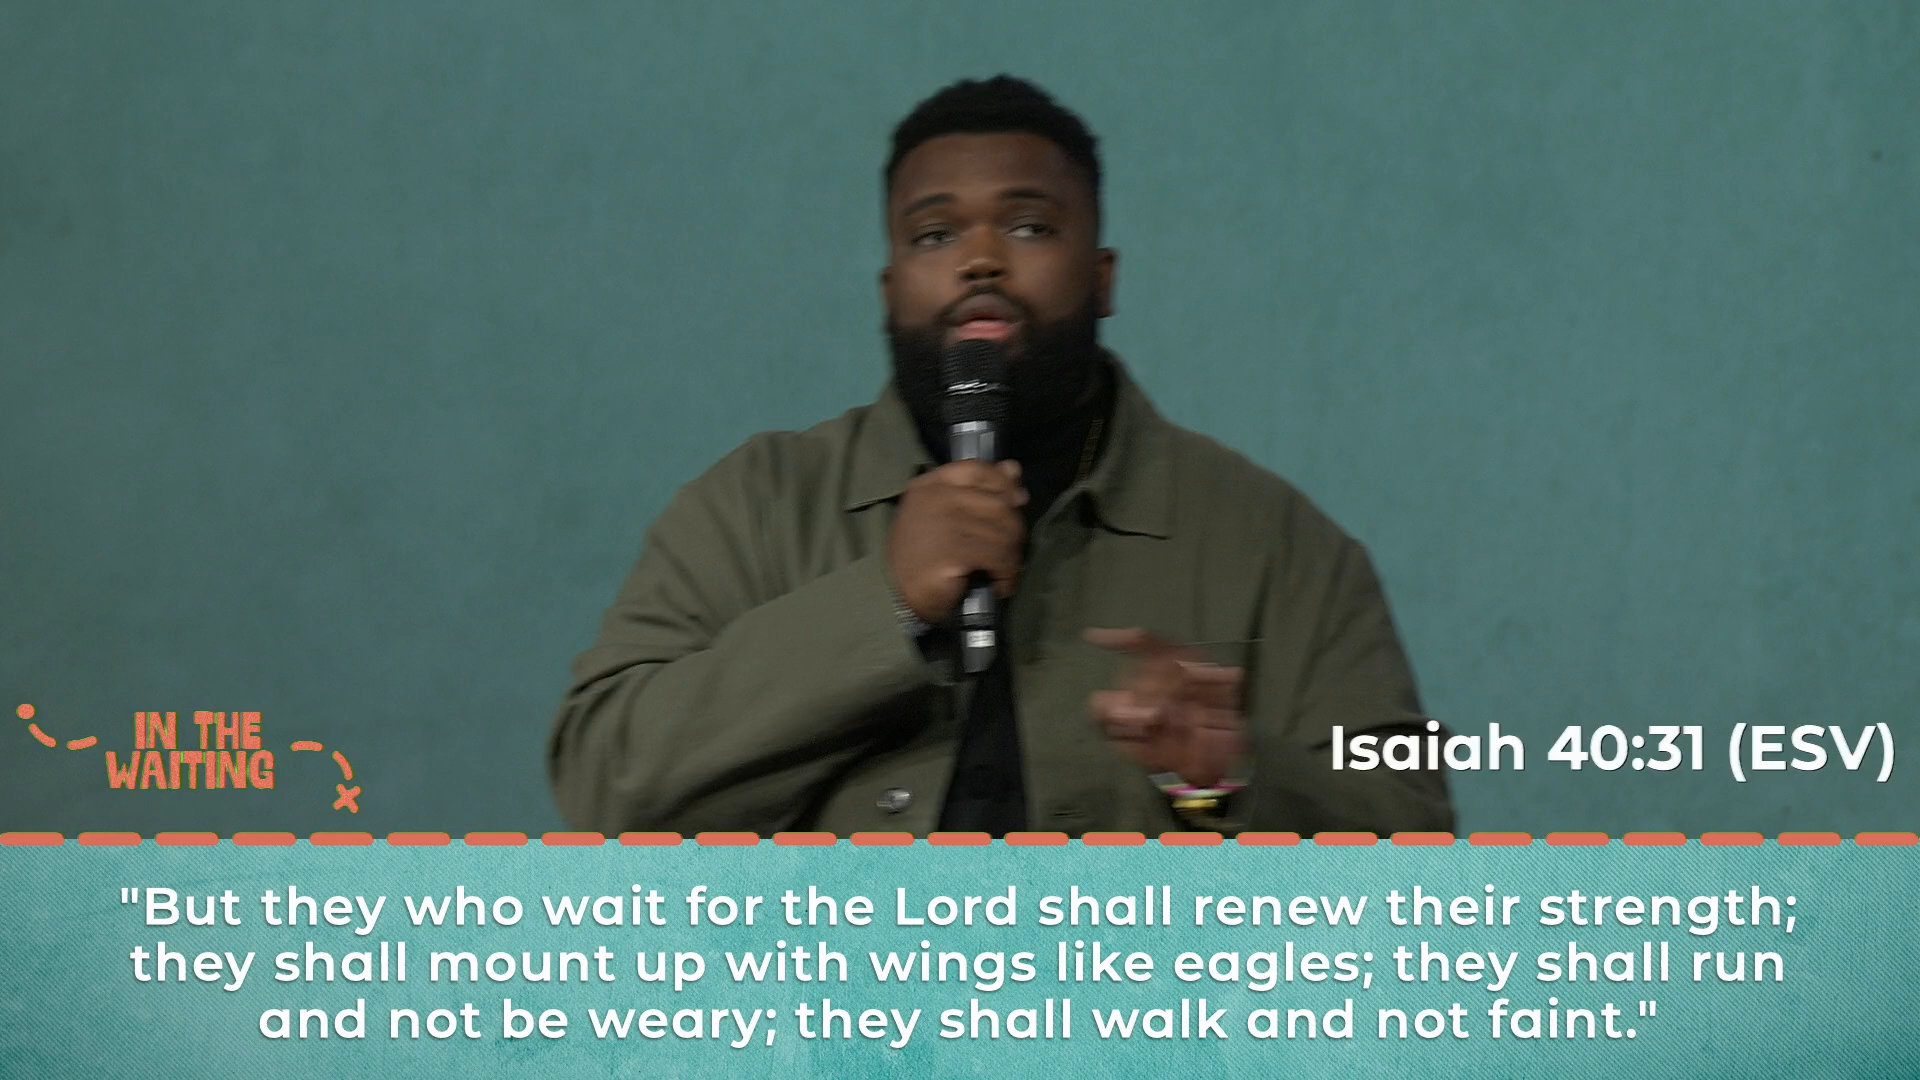 IN THE
WAITING
Isaiah 40:31 (ESV)
"But they who wait for the Lord shall renew their strength;
they shall mount up with wings like eagles; they shall run
and not be weary; they shall walk and not faint."